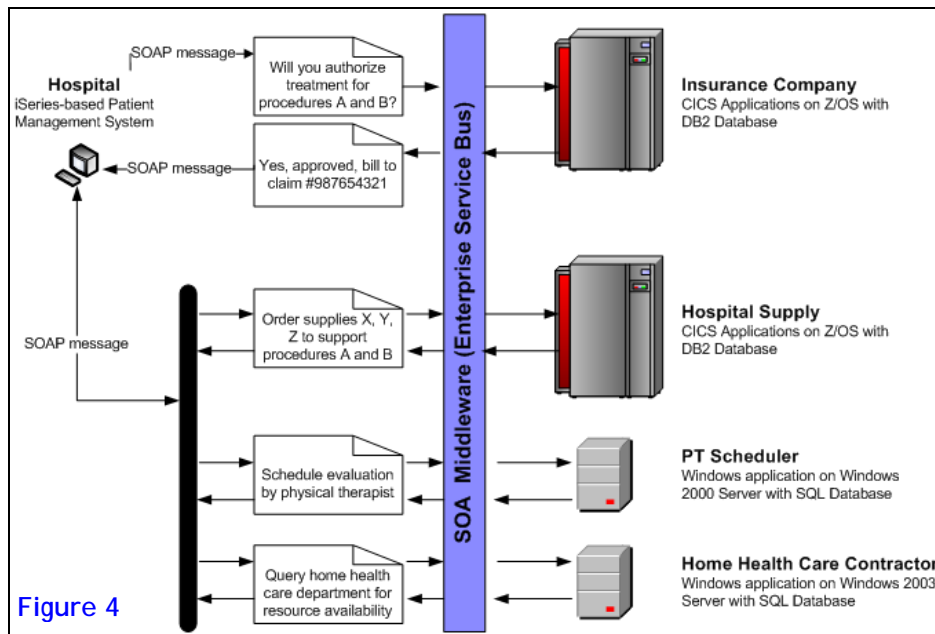 SOAP message
Hospital
iSeries-based Patient
Management System
Will you authorize
treatment for
procedures A and B?
SOAP message
Yes, approved, bill to
claim #987654321
SOA Middleware (Enterprise Service Bus)
Insurance Company
CICS Applications on Z/OS with
DB2 Database
SOAP message
Order supplies X, Y,
Z to support
procedures A and B
Hospital Supply
CICS Applications on Z/OS with
DB2 Database
Schedule evaluation
by physical therapist
PT Scheduler
Windows application on Windows
2000 Server with SQL Database
Query home health
care department for
resource availability
Home Health Care Contractor
Windows application on Windows 2003
Server with SQL Database
Figure 4